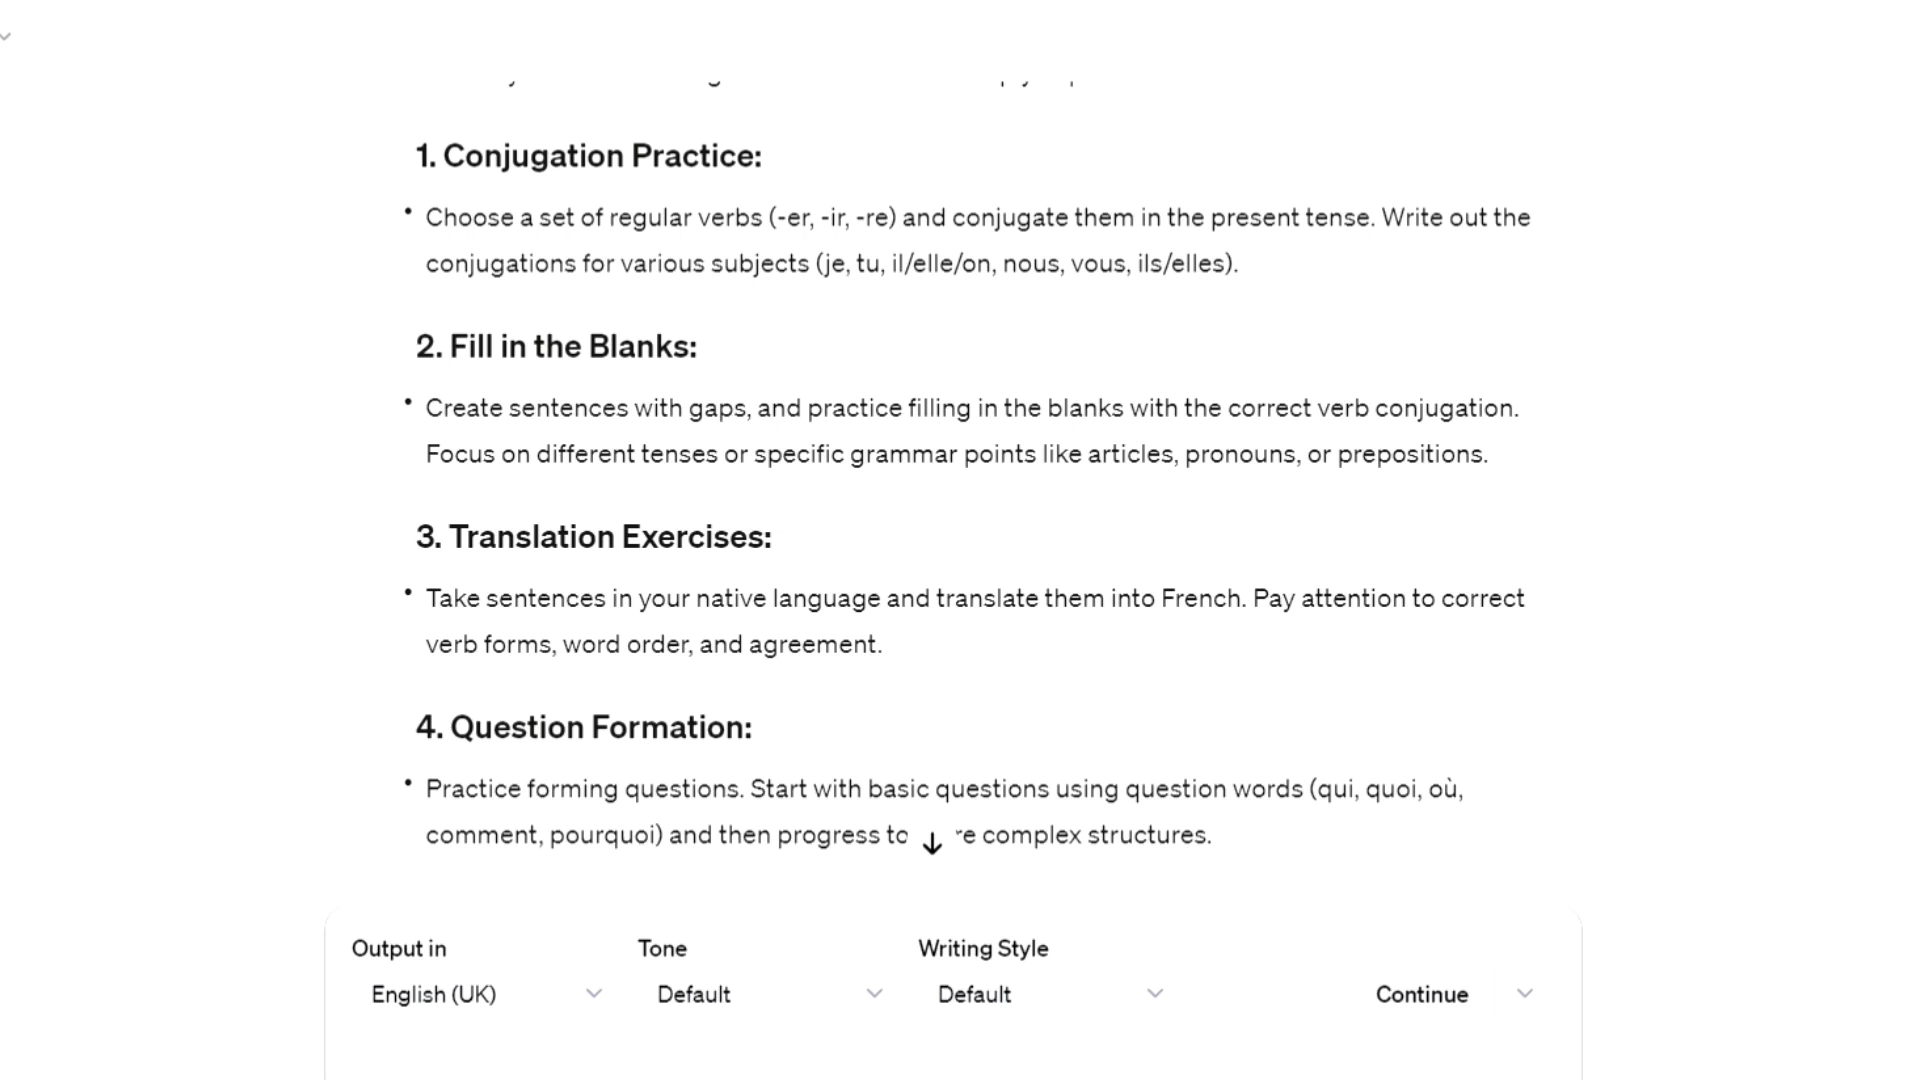 1. Conjugation Practice:
• Choose a set of regular verbs (-er, -ir, -re) and conjugate them in the present tense. Write out the
conjugations for various subjects (je, tu, il/elle/on, nous, vous, ils/elles).
2. Fill in the Blanks:
• Create sentences with gaps, and practice filling in the blanks with the correct verb conjugation.
Focus on different tenses or specific grammar points like articles, pronouns, or prepositions.
3. Translation Exercises:
• Take sentences in your native language and translate them into French. Pay attention to correct
verb forms, word order, and agreement.
4. Question Formation:
• Practice forming questions. Start with basic questions using question words (qui, quoi, où,
comment, pourquoi) and then progress to complex structures.
Output in Tone Writing Style
English (UK) Default Default Continue